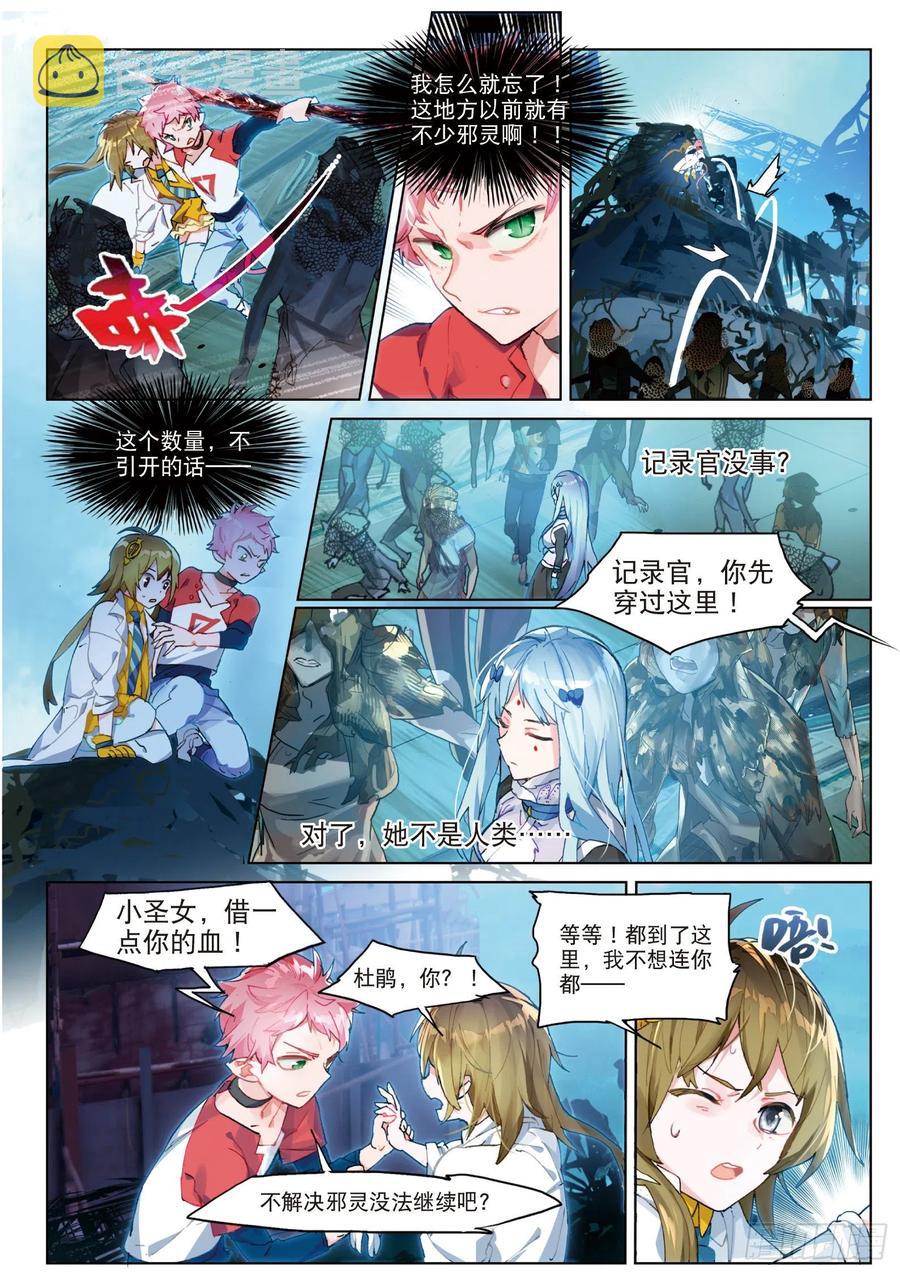 我怎么就忘了！
这地方以前就有
不少邪灵啊！！
这个数量，不
引开的话——
记录官没事？
记录官，你先
穿过这里！
对了，她不是人类……
小圣女，借一
点你的血！
杜鹃，你？！
等等！都到了这
里，我不想连你
都——
唔！
不解决邪灵没法继续吧？